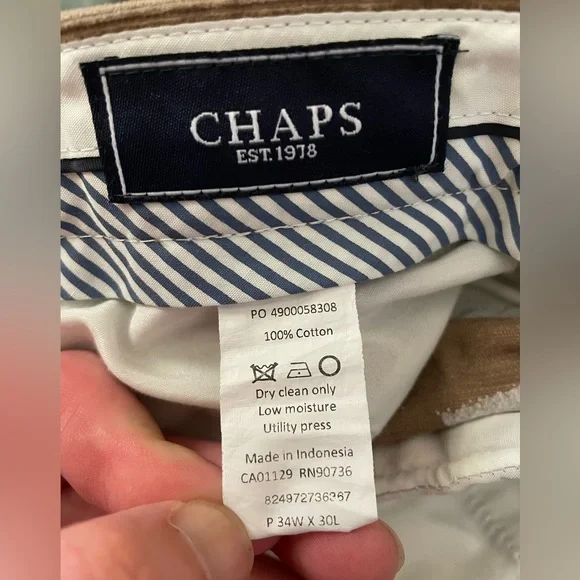 CHAPS
EST.1978
PO 4900058308
100% Cotton
Dry clean only
Low moisture
Utility press
Made in Indonesia
CA01129 RN90736
824972736367
P 34W X 30L